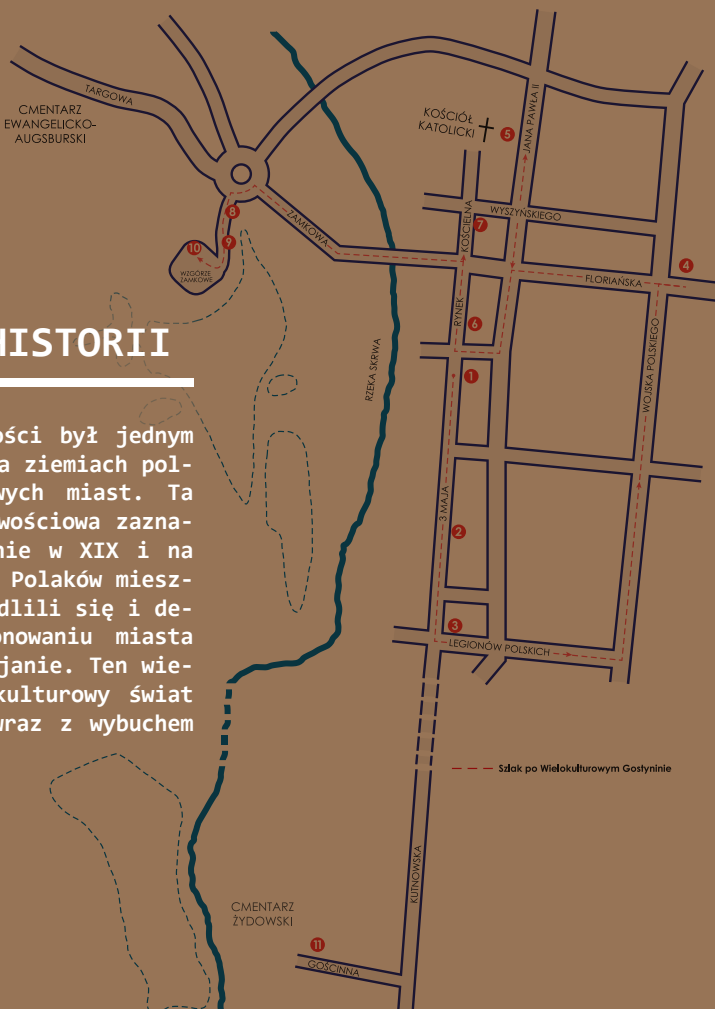 TARGOWA
CMENTARZ
EWANGELICKO-
AUGSBURSKI
KOŚCIÓŁ
KATOLICKI
5
JANA PAWŁA II
WYSZYŃSKIEGO
KOŚCIELNA
7
8
ZAMKOWA
9
10
WZGÓRZE
ZAMKOWE
4
FLORIAŃSKA
RYNEK
6
WOJSKA POLSKIEGO
RZEKA SKRWA
1
3 MAJA
2
3
LEGIONÓW POLSKICH
HISTORII
ości był jednym
a ziemiach pol-
wych miast. Ta
wościowa zazna-
nie w XIX i na
Polaków miesz-
dlili się i de-
onowaniu miasta
janie. Ten wie-
kulturowy świat
wraz z wybuchem
Szlak po Wielokulturowym Gostyninie
KUTNOWSKA
CMENTARZ
ŻYDOWSKI
11
GOŚCINNA